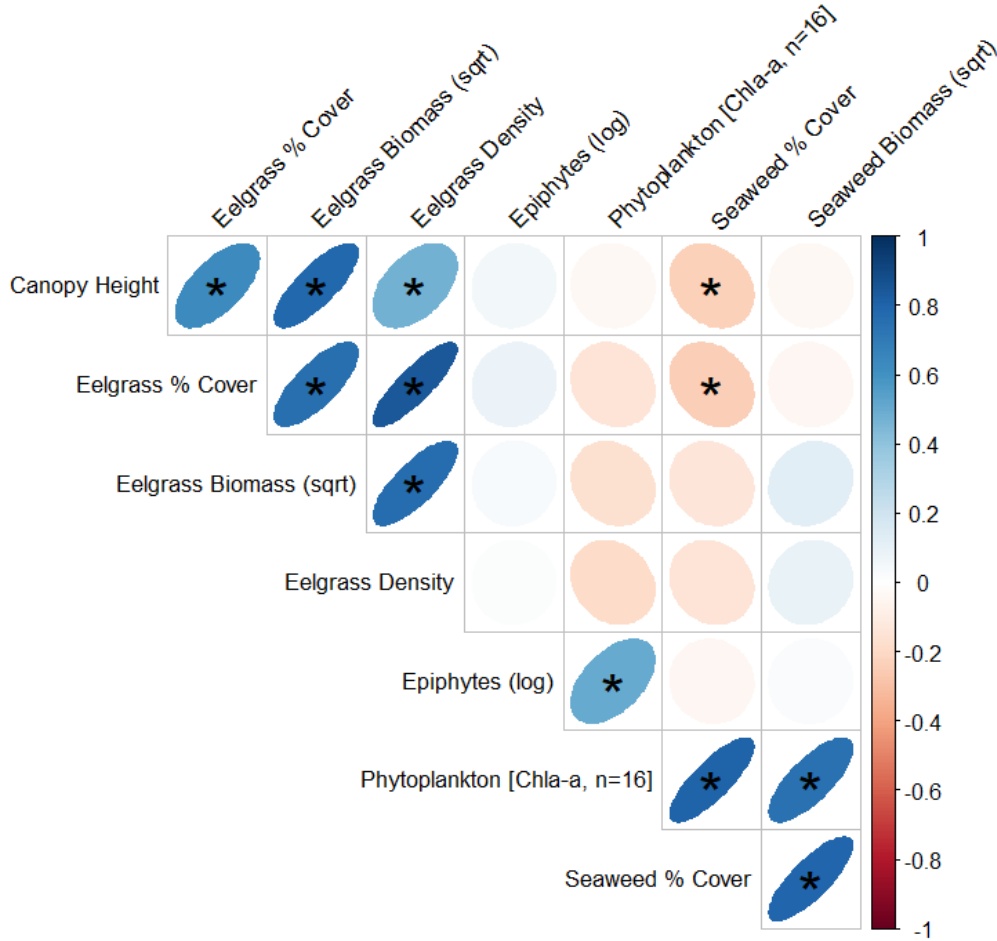 Eelgrass % Cover
Eelgrass Biomass (sqrt)
Eelgrass Density
Epiphytes (log)
Phytoplankton [Chla-a, n=16]
Seaweed % Cover
Seaweed Biomass (sqrt)
Canopy Height
* * * *
Eelgrass % Cover
* * *
Eelgrass Biomass (sqrt)
*
Eelgrass Density
Epiphytes (log)
*
Phytoplankton [Chla-a, n=16]
* *
Seaweed % Cover
*
1
0.8
0.6
0.4
0.2
0
-0.2
-0.4
-0.6
-0.8
-1